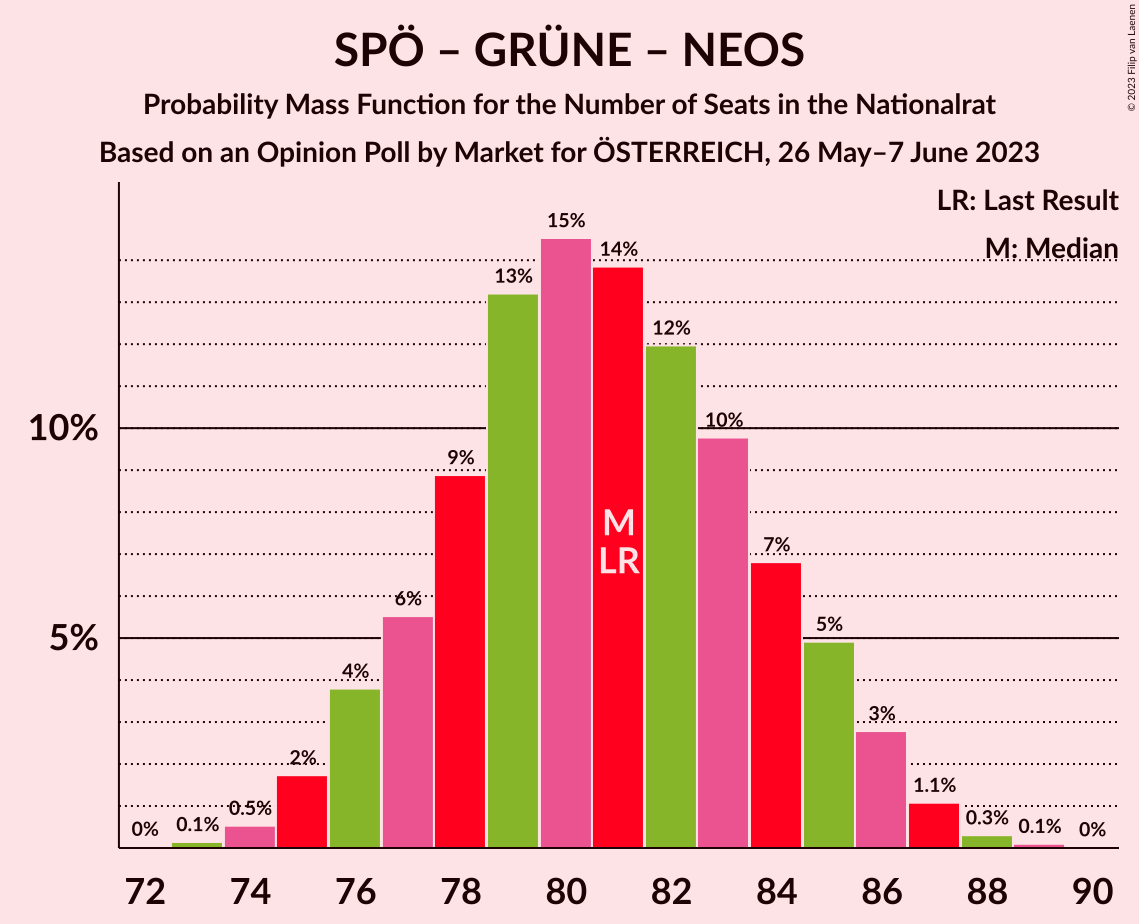 SPÖ – GRÜNE – NEOS
Probability Mass Function for the Number of Seats in the Nationalrat
Based on an Opinion Poll by Market for ÖSTERREICH, 26 May–7 June 2023
© 2023 Filip van Laenen
LR: Last Result
M: Median
10%
5%
0%
0.1%
0.5%
2%
4%
6%
9%
13%
15%
14%
12%
10%
7%
5%
3%
1.1%
0.3%
0.1%
0%
M
LR
72 74 76 78 80 82 84 86 88 90